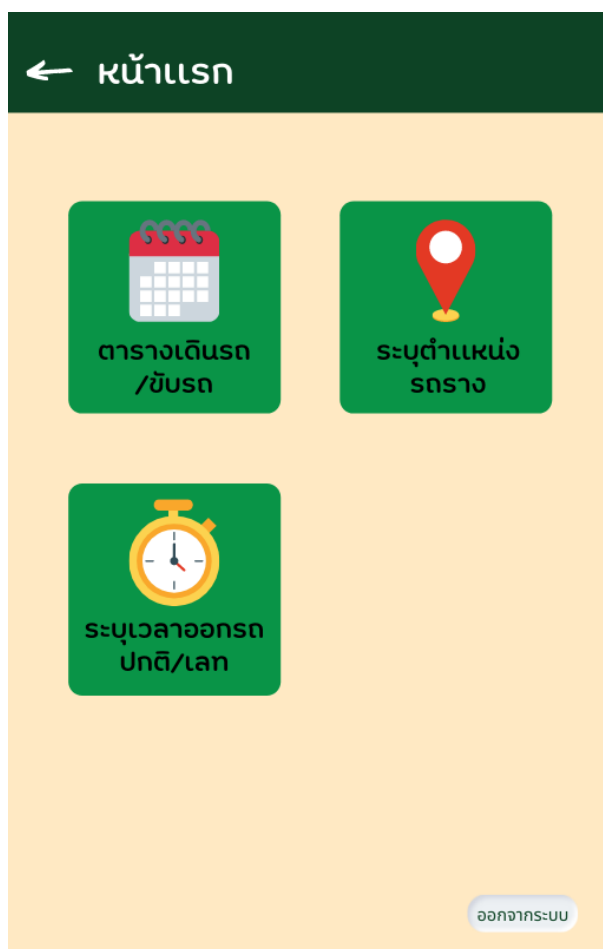 หน้าแรก
ตารางเดินรถ
/ขับรถ
ระบุตำแหน่ง
รถราง
ระบุเวลาออกรถ
ปกติ/เลท
ออกจากระบบ